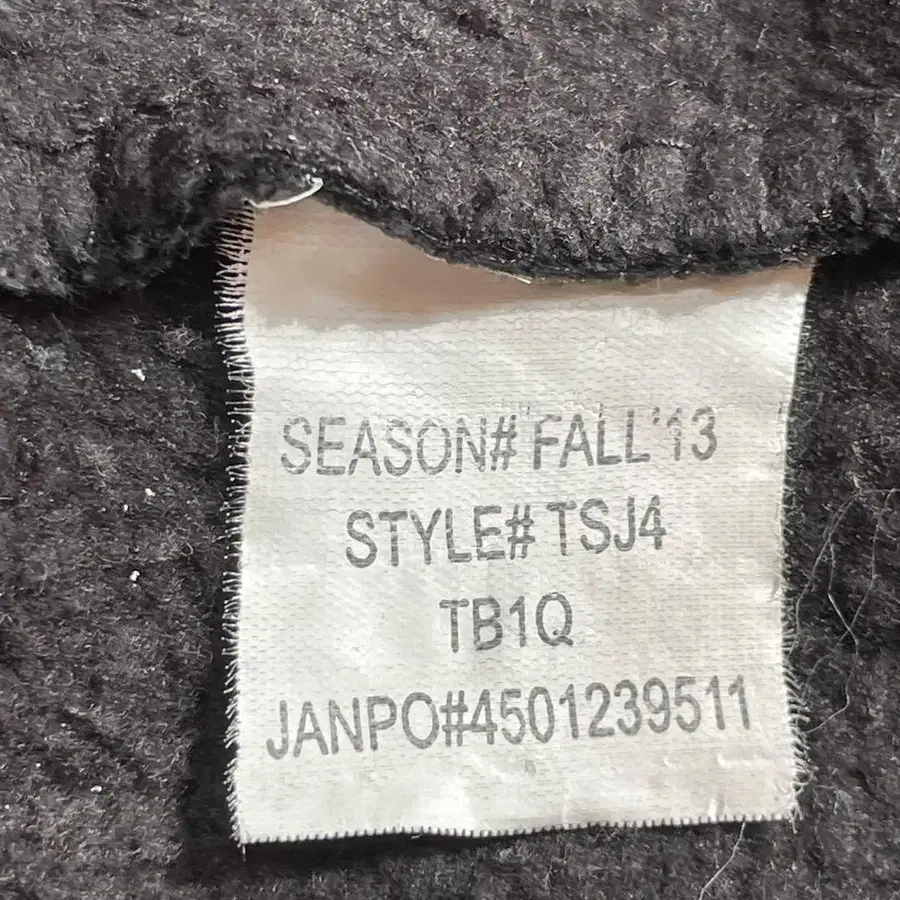 SEASON# FALL'13
STYLE# TSJ4
TB1Q
JANPO#4501239511